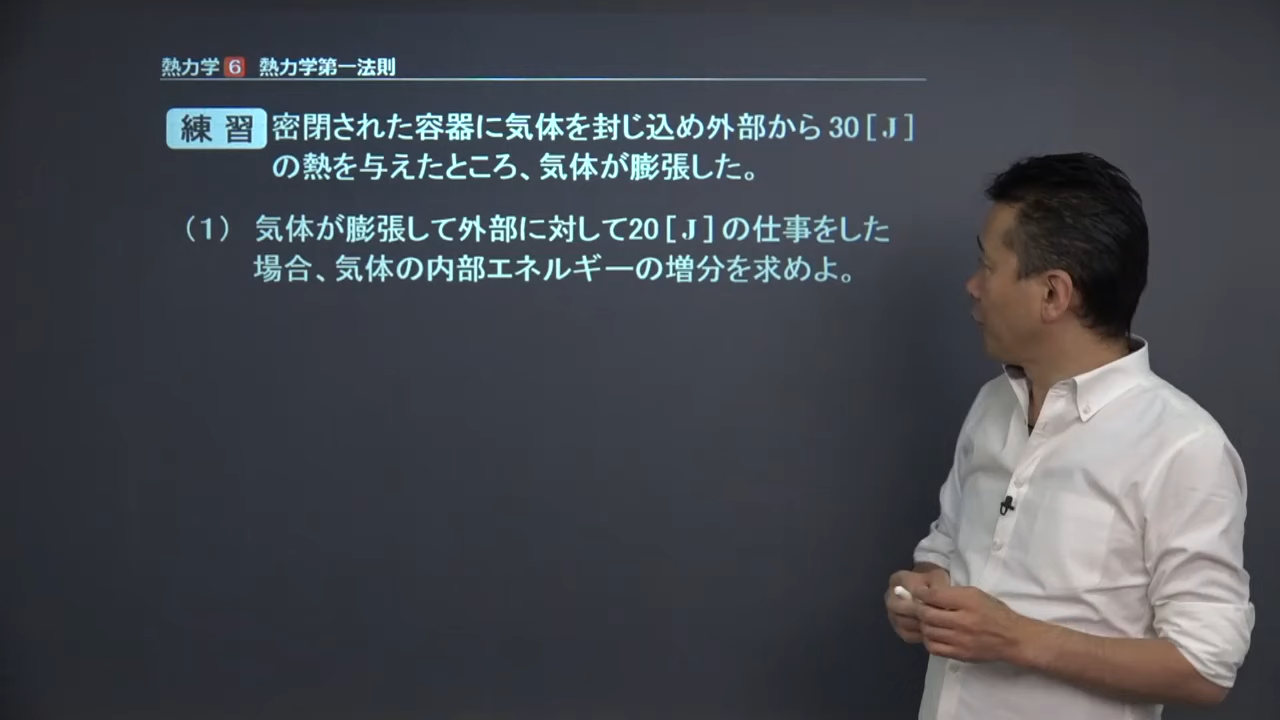 熱力学 6 熱力学第一法則
練習 密閉された容器に気体を封じ込め外部から30[J]
の熱を与えたところ、気体が膨張した。
(1) 気体が膨張して外部に対して20[J]の仕事をした
場合、気体の内部エネルギーの増分を求めよ。